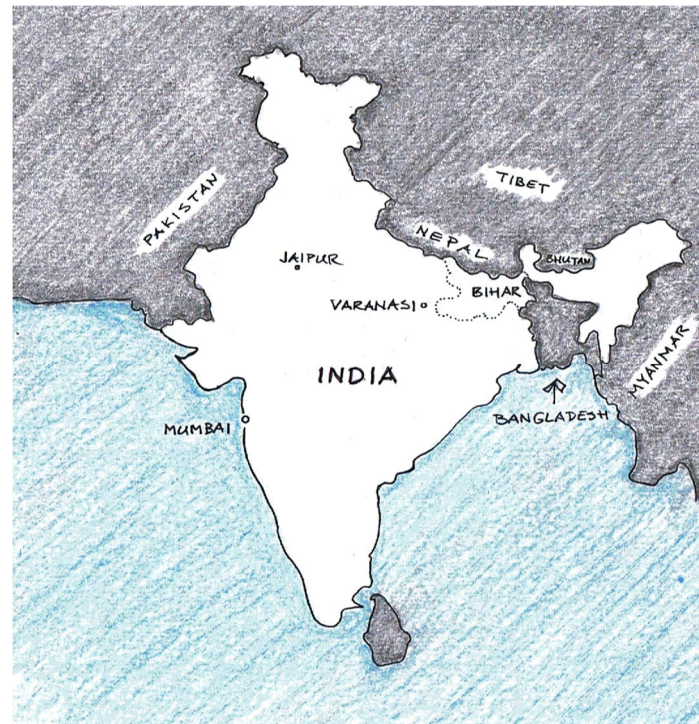 TIBET
PAKISTAN
NEPAL
BHUTAN
JAIPUR
BIHAR
VARANASI
INDIA
MYANMAR
BANGLADESH
MUMBAI